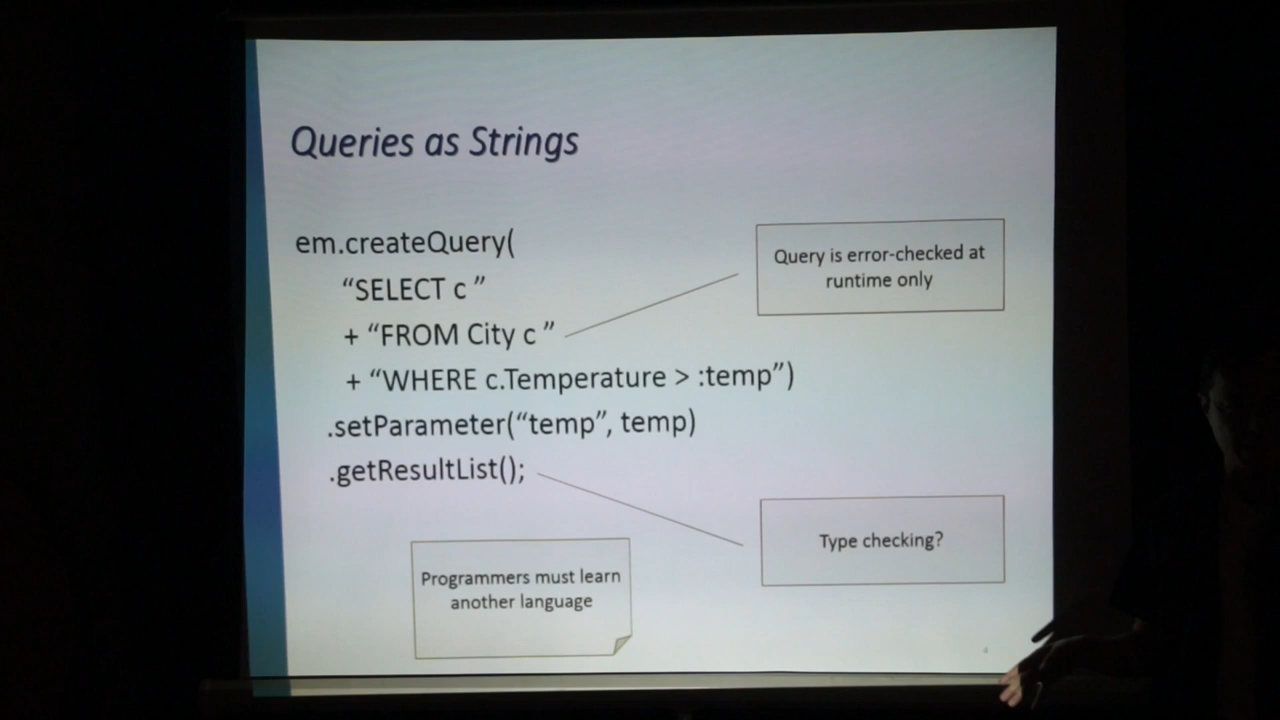 Queries as Strings
em.createQuery(
“SELECT c ”
+ “FROM City c ”
+ “WHERE c.Temperature > :temp”)
.setParameter(“temp”, temp)
.getResultList();
Query is error-checked at
runtime only
Type checking?
Programmers must learn
another language